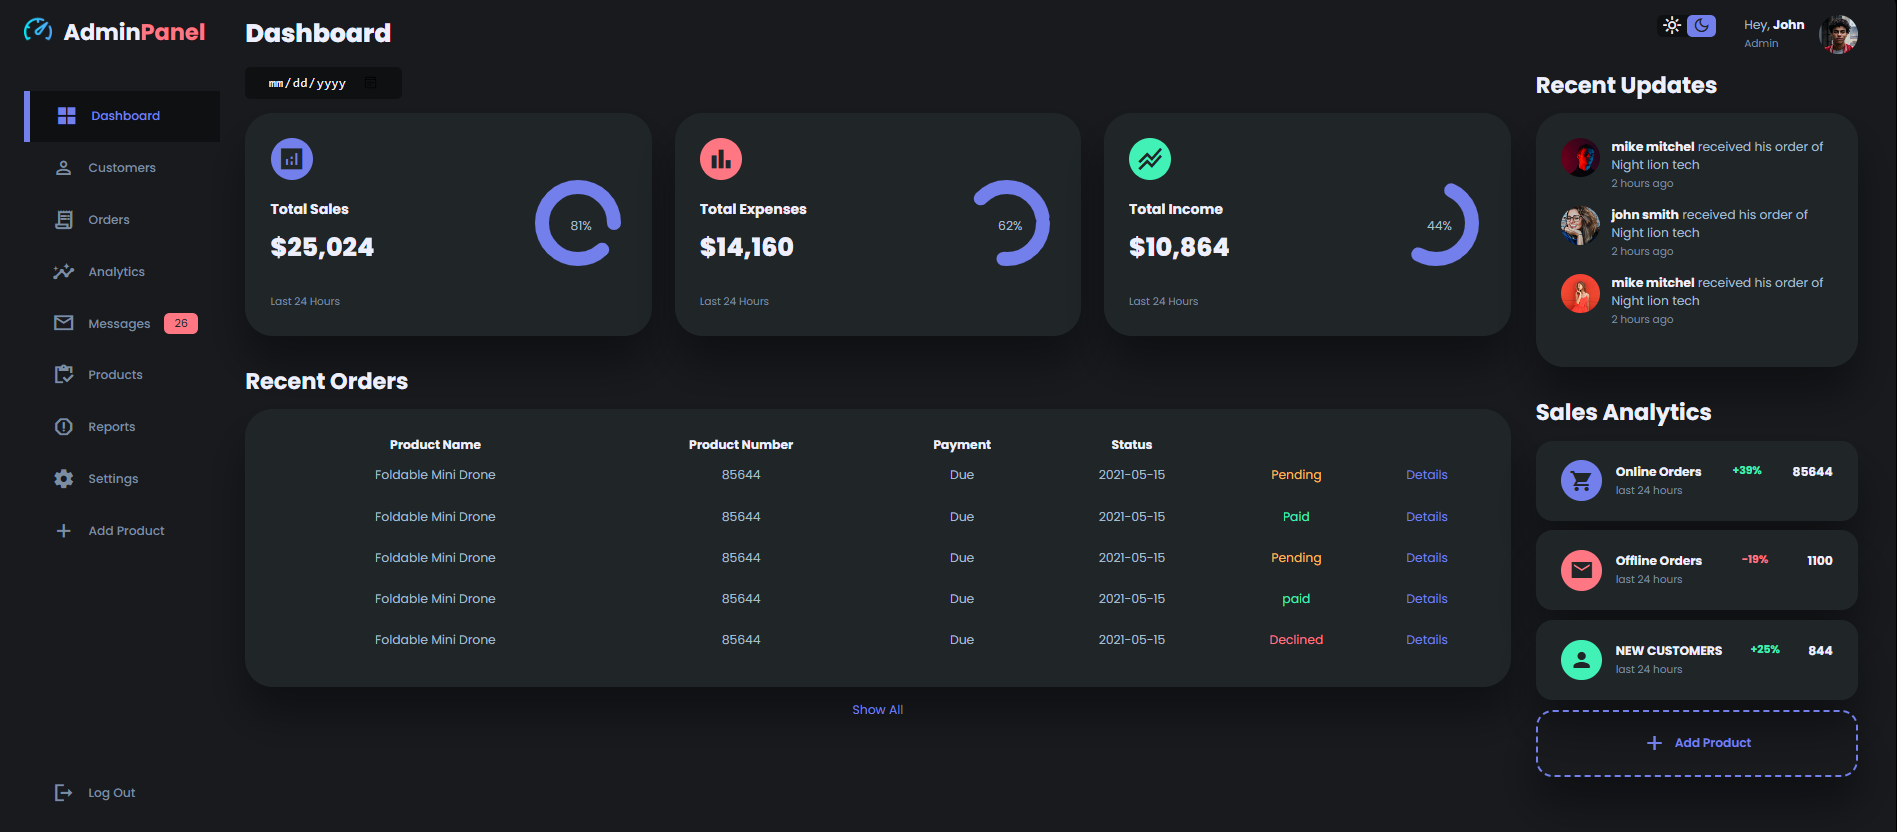 AdminPanel
Dashboard
Customers
Orders
Analytics
Messages 26
Products
Reports
Settings
Add Product
Log Out
Dashboard
mm/dd/yyyy
Total Sales
$25,024
81%
Last 24 Hours
Total Expenses
$14,160
62%
Last 24 Hours
Total Income
$10,864
44%
Last 24 Hours
Recent Orders
Product Name Product Number Payment Status
Foldable Mini Drone 85644 Due 2021-05-15 Pending Details
Foldable Mini Drone 85644 Due 2021-05-15 Paid Details
Foldable Mini Drone 85644 Due 2021-05-15 Pending Details
Foldable Mini Drone 85644 Due 2021-05-15 paid Details
Foldable Mini Drone 85644 Due 2021-05-15 Declined Details
Show All
Hey, John
Admin
Recent Updates
mike mitchel received his order of
Night lion tech
2 hours ago
john smith received his order of
Night lion tech
2 hours ago
mike mitchel received his order of
Night lion tech
2 hours ago
Sales Analytics
Online Orders +39% 85644
last 24 hours
Offline Orders -19% 1100
last 24 hours
NEW CUSTOMERS +25% 844
last 24 hours
Add Product